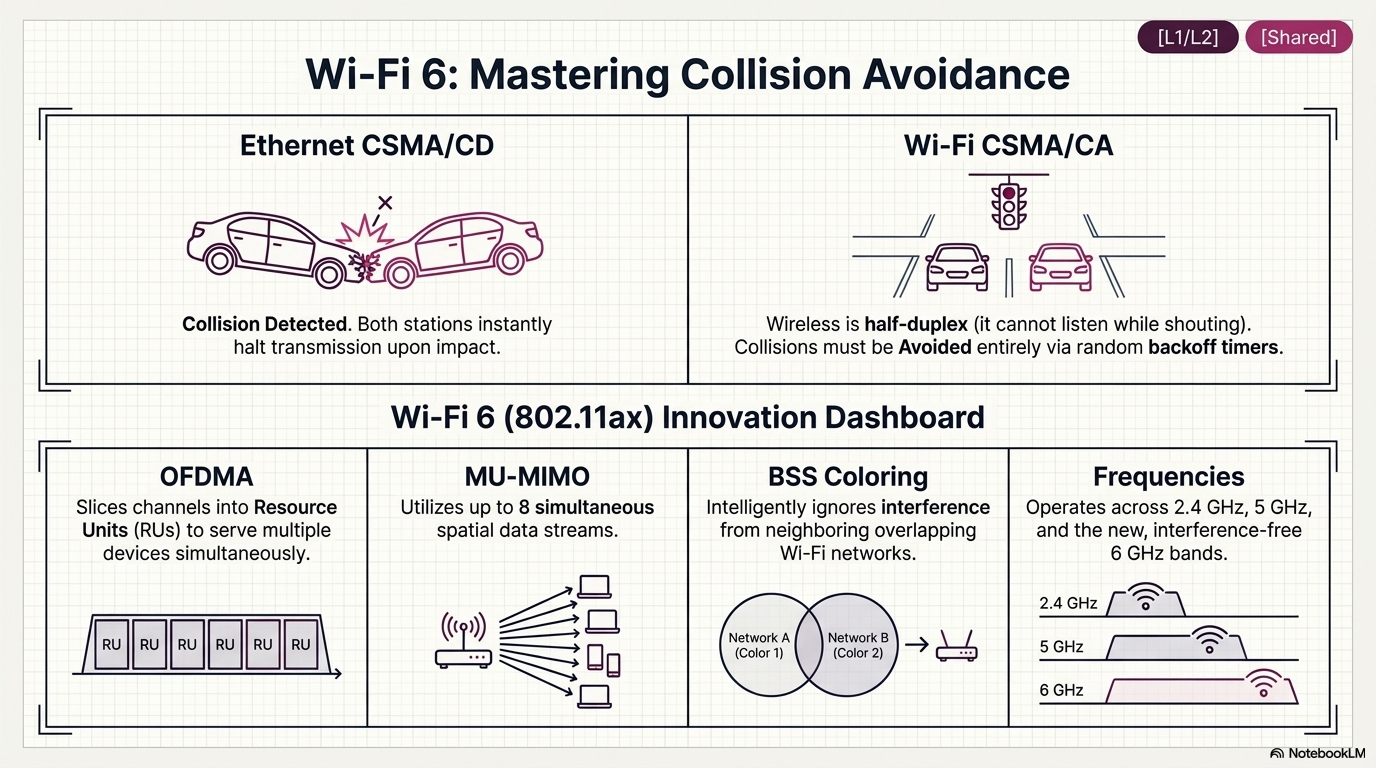 [L1/L2]
[Shared]
Wi-Fi 6: Mastering Collision Avoidance
Ethernet CSMA/CD
Collision Detected. Both stations instantly
halt transmission upon impact.
Wi-Fi CSMA/CA
Wireless is half-duplex (it cannot listen while shouting).
Collisions must be Avoided entirely via random backoff timers.
Wi-Fi 6 (802.11ax) Innovation Dashboard
OFDMA
Slices channels into Resource
Units (RUs) to serve multiple
devices simultaneously.
RU RU RU RU RU RU
MU-MIMO
Utilizes up to 8 simultaneous
spatial data streams.
BSS Coloring
Intelligently ignores interference
from neighboring overlapping
Wi-Fi networks.
Network A
(Color 1)
Network B
(Color 2)
Frequencies
Operates across 2.4 GHz, 5 GHz,
and the new, interference-free
6 GHz bands.
2.4 GHz
5 GHz
6 GHz
NotebookLM